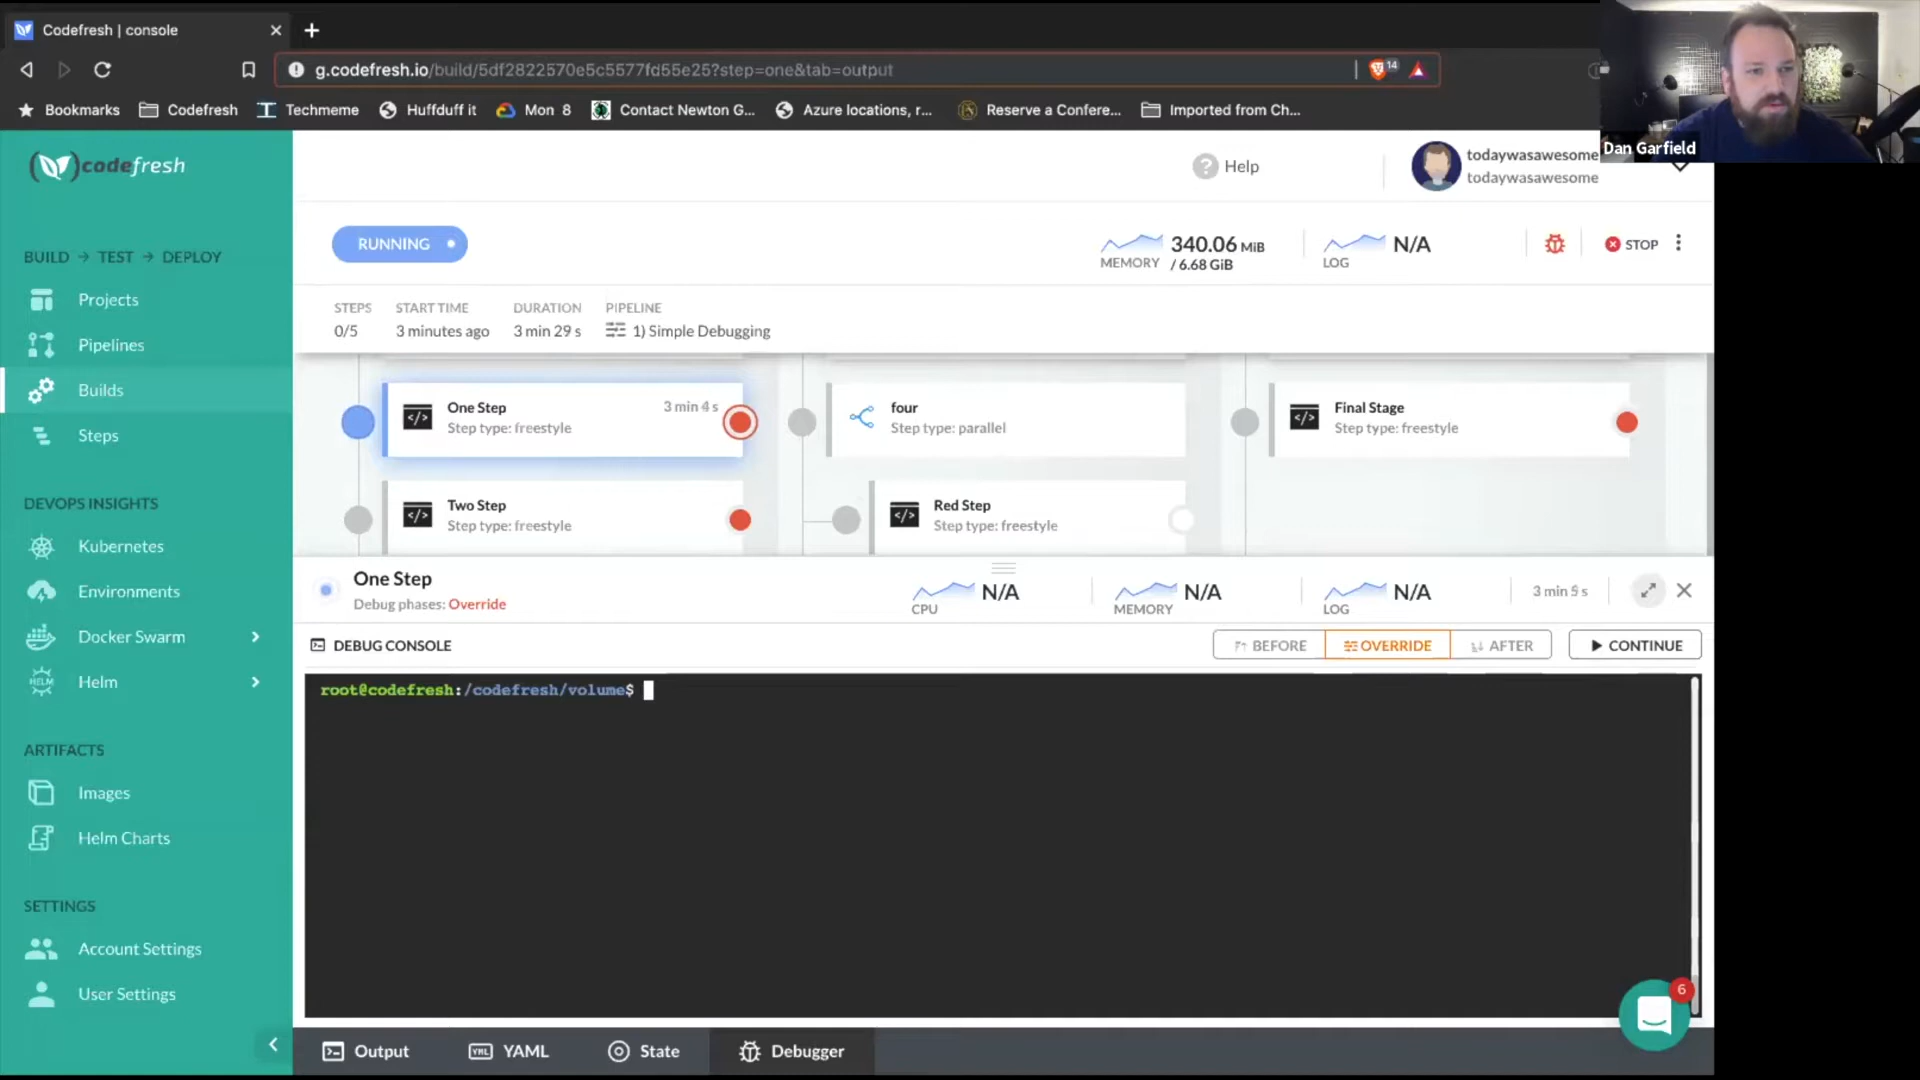 Codefresh | console
g.codefresh.io/build/5df2822570e5c5577fd55e25?step=one&tab=output
14
Bookmarks
Codefresh
Techmeme
Huffduff it
Mon 8
Contact Newton G...
Azure locations, r...
Reserve a Confere...
Imported from Ch...
Dan Garfield
codefresh
Help
todaywasawesome
todaywasawesome
BUILD → TEST → DEPLOY
Projects
Pipelines
Builds
Steps
DEVOPS INSIGHTS
Kubernetes
Environments
Docker Swarm
HELM
Helm
ARTIFACTS
Images
Helm Charts
SETTINGS
Account Settings
User Settings
RUNNING
MEMORY
340.06 MiB
/ 6.68 GiB
LOG
N/A
STOP
STEPS
0/5
START TIME
3 minutes ago
DURATION
3 min 29 s
PIPELINE
1) Simple Debugging
</> One Step
Step type: freestyle
3 min 4 s
four
Step type: parallel
</> Final Stage
Step type: freestyle
</> Two Step
Step type: freestyle
</> Red Step
Step type: freestyle
One Step
Debug phases: Override
CPU
N/A
MEMORY
N/A
LOG
N/A
DEBUG CONSOLE
BEFORE
OVERRIDE
AFTER
CONTINUE
root@codefresh:/codefresh/volume$
6
Output
YML YAML
State
Debugger